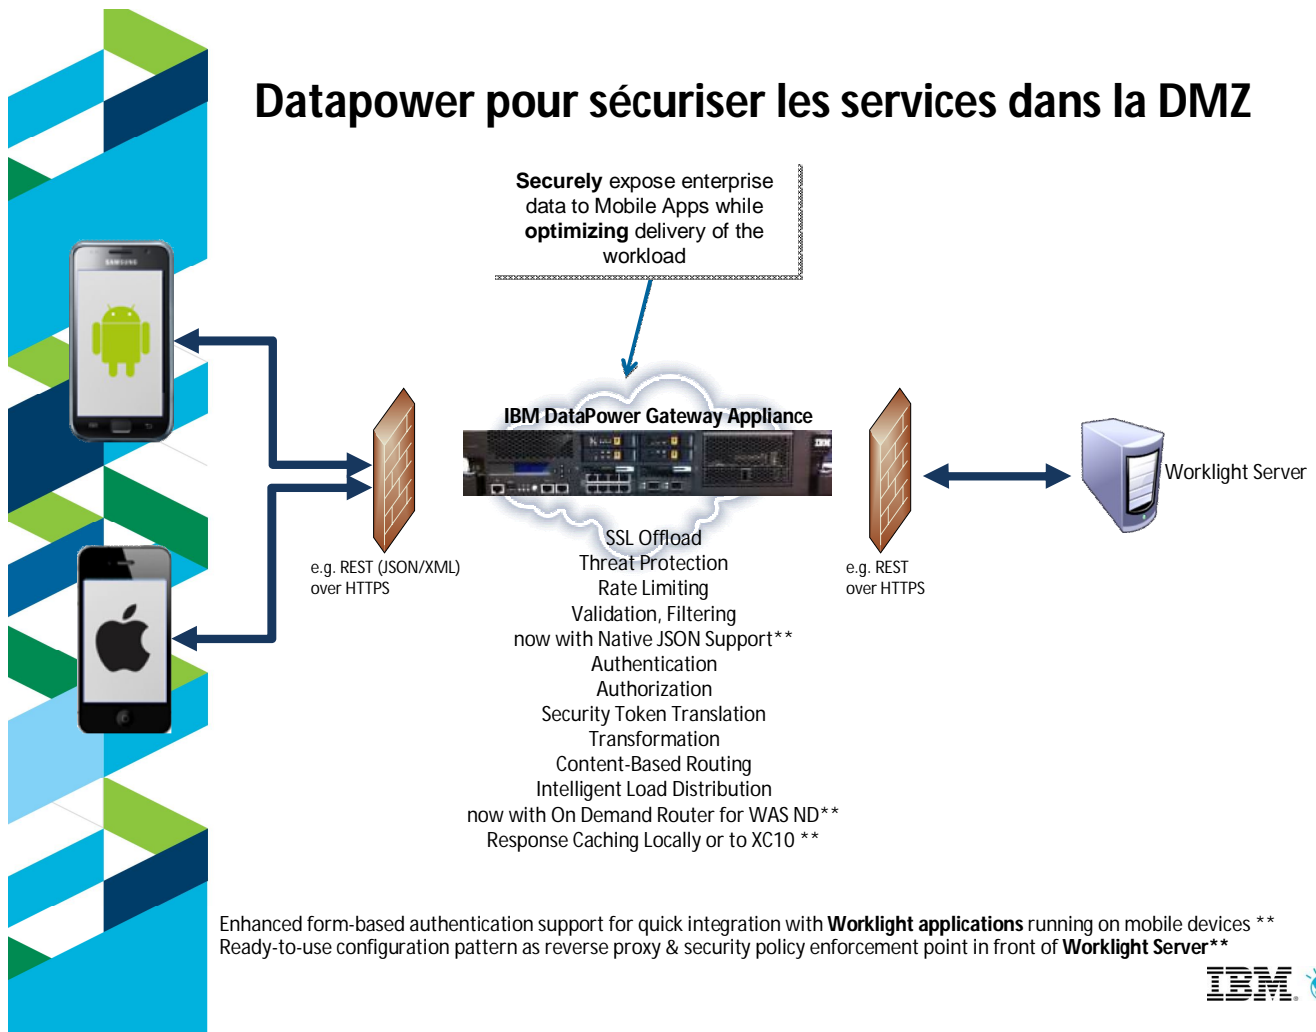 Datapower pour sécuriser les services dans la DMZ
Securely expose enterprise
data to Mobile Apps while
optimizing delivery of the
workload
SAMSUNG
IBM DataPower Gateway Appliance
IBM
Worklight Server
e.g. REST (JSON/XML)
over HTTPS
e.g. REST
over HTTPS
SSL Offload
Threat Protection
Rate Limiting
Validation, Filtering
now with Native JSON Support**
Authentication
Authorization
Security Token Translation
Transformation
Content-Based Routing
Intelligent Load Distribution
now with On Demand Router for WAS ND**
Response Caching Locally or to XC10 **
Enhanced form-based authentication support for quick integration with Worklight applications running on mobile devices **
Ready-to-use configuration pattern as reverse proxy & security policy enforcement point in front of Worklight Server**
IBM.